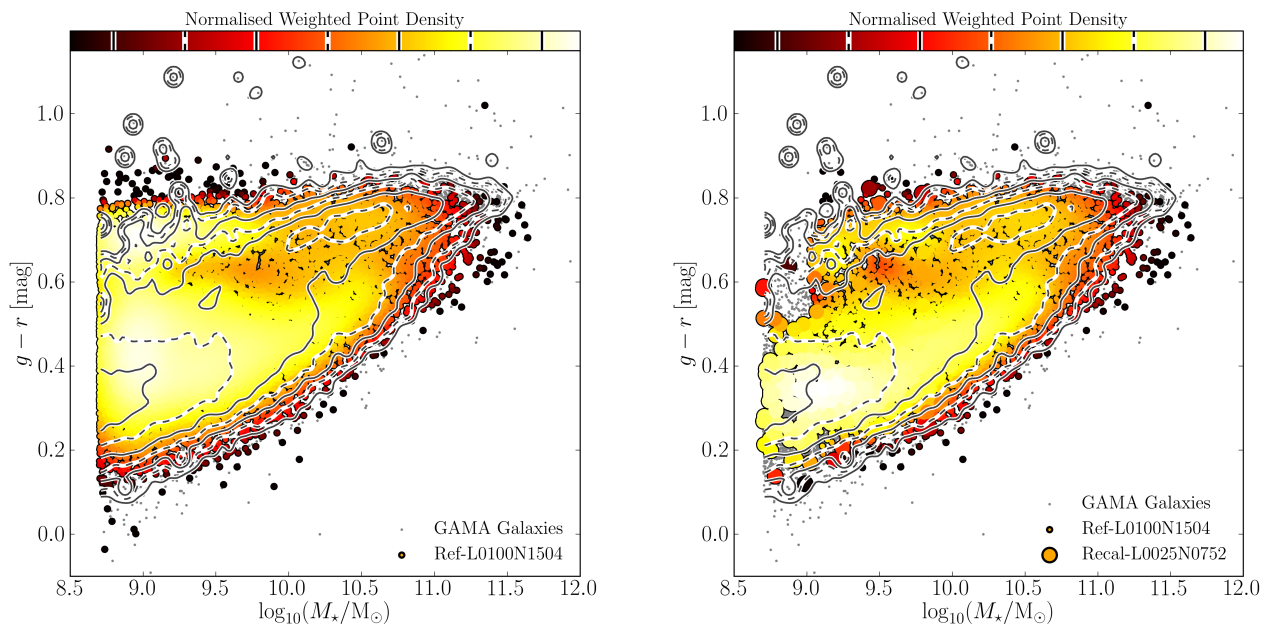 Normalised Weighted Point Density
1.0
0.8
0.6
0.4
0.2
0.0
g − r [mag]
GAMA Galaxies
Ref-L0100N1504
8.5 9.0 9.5 10.0 10.5 11.0 11.5 12.0
log₁₀(M⋆/M☉)
Normalised Weighted Point Density
1.0
0.8
0.6
0.4
0.2
0.0
g − r [mag]
GAMA Galaxies
Ref-L0100N1504
Recal-L0025N0752
8.5 9.0 9.5 10.0 10.5 11.0 11.5 12.0
log₁₀(M⋆/M☉)